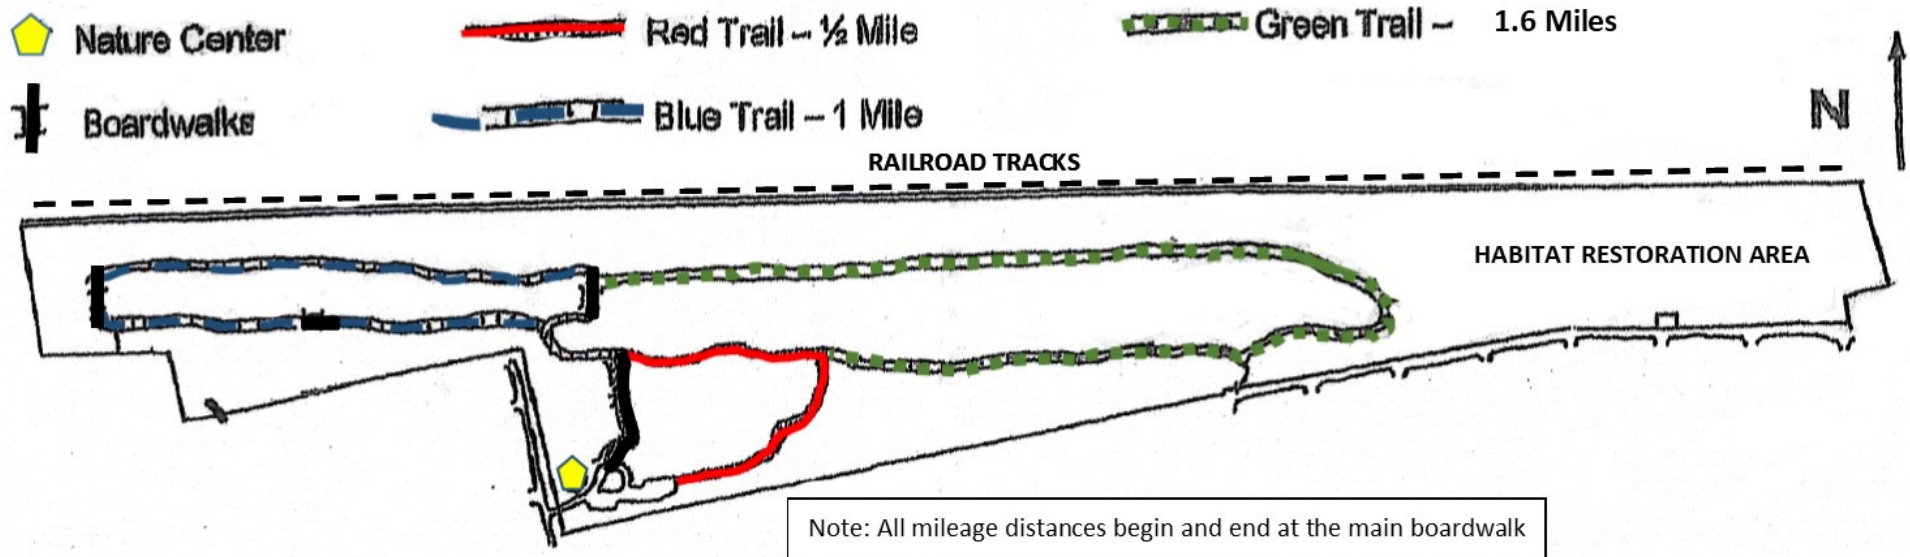 Nature Center
Red Trail – ½ Mile
Green Trail – 1.6 Miles
Boardwalks
Blue Trail – 1 Mile
N
RAILROAD TRACKS
HABITAT RESTORATION AREA
Note: All mileage distances begin and end at the main boardwalk